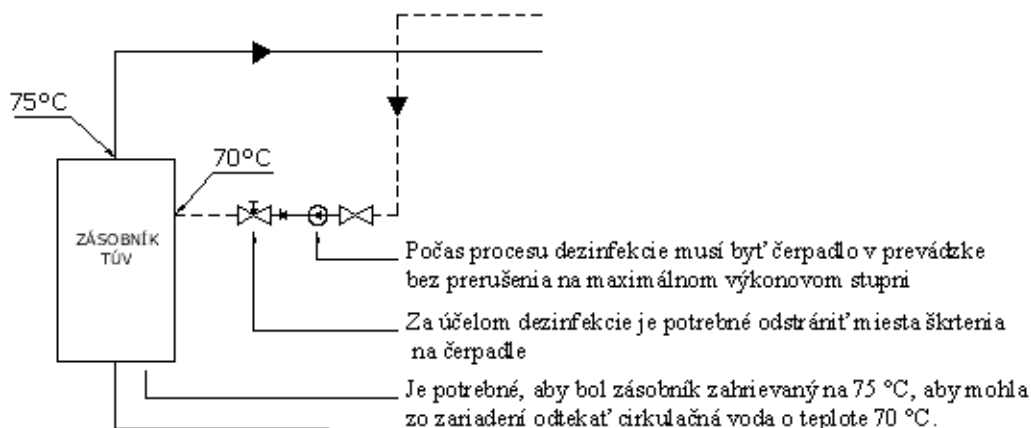 75°C
70°C
ZÁSOBNÍK
TÚV
Počas procesu dezinfekcie musí byť čerpadlo v prevádzke
bez prerušenia na maximálnom výkonovom stupni
Za účelom dezinfekcie je potrebné odstrániť miesta škrtenia
na čerpadle
Je potrebné, aby bol zásobník zahrievaný na 75 °C, aby mohla
zo zariadení odtekať cirkulačná voda o teplote 70 °C.